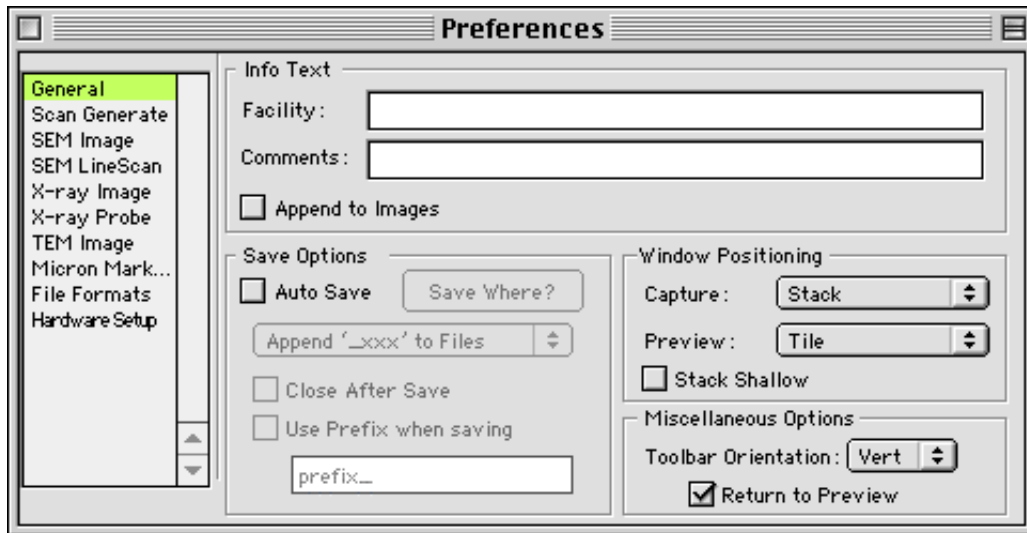 Preferences
General
Scan Generate
SEM Image
SEM LineScan
X-ray Image
X-ray Probe
TEM Image
Micron Mark...
File Formats
Hardware Setup
Info Text
Facility:
Comments:
Append to Images
Save Options
Auto Save
Save Where?
Append '_xxx' to Files
Close After Save
Use Prefix when saving
prefix_
Window Positioning
Capture: Stack
Preview: Tile
Stack Shallow
Miscellaneous Options
Toolbar Orientation: Vert
Return to Preview